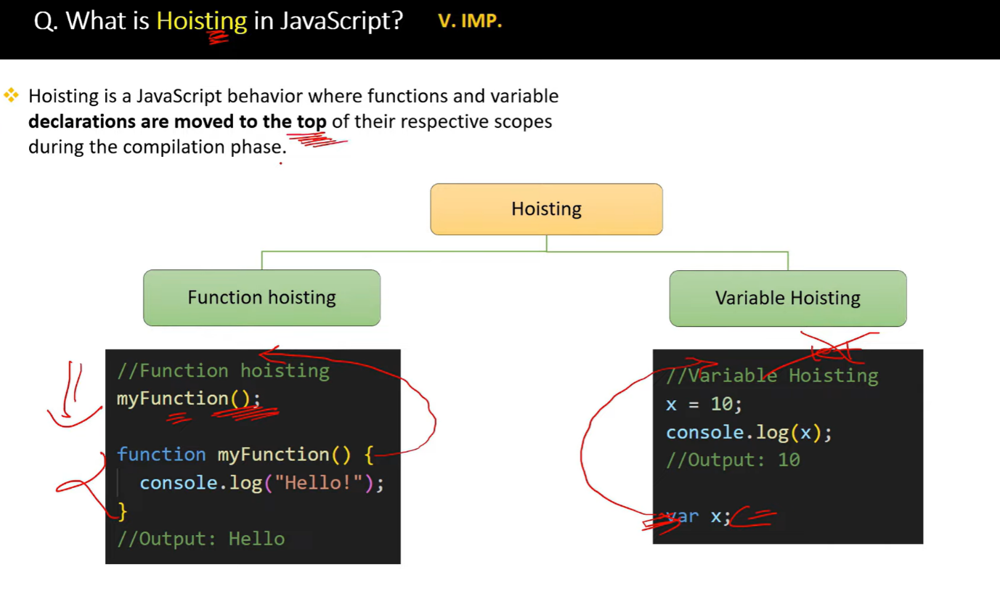 Q. What is Hoisting in JavaScript? V. IMP.
Hoisting is a JavaScript behavior where functions and variable
declarations are moved to the top of their respective scopes
during the compilation phase.
Hoisting
Function hoisting
Variable Hoisting
//Function hoisting
myFunction();
function myFunction() {
console.log("Hello!");
}
//Output: Hello
//Variable Hoisting
x = 10;
console.log(x);
//Output: 10
var x;